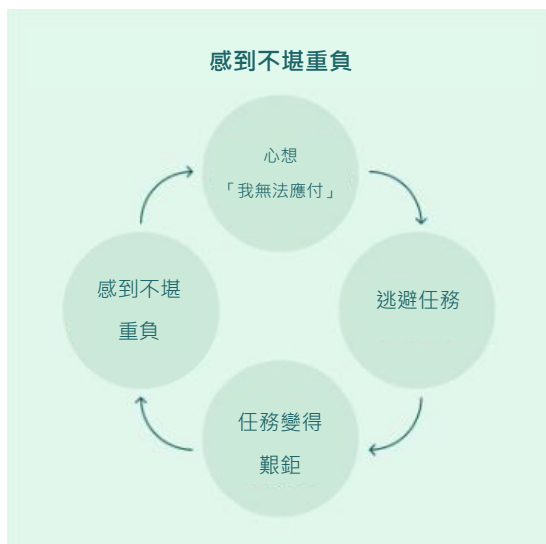 感到不堪重負
心想
「我無法應付」
逃避任務
任務變得
艱鉅
感到不堪
重負